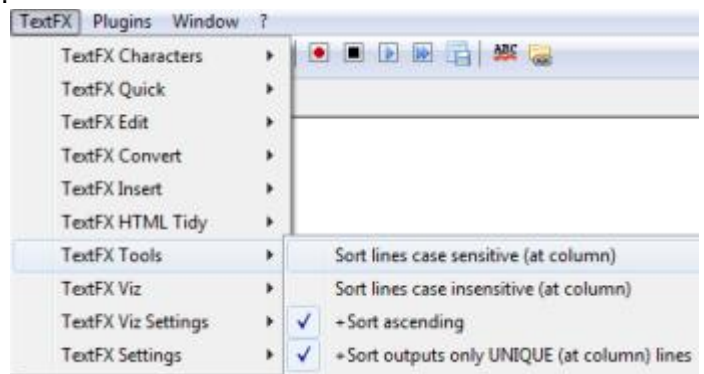 TextFX Plugins Window ?
TextFX Characters
ABC
TextFX Quick
TextFX Edit
TextFX Convert
TextFX Insert
TextFX HTML Tidy
TextFX Tools
Sort lines case sensitive (at column)
TextFX Viz
Sort lines case insensitive (at column)
TextFX Viz Settings
+Sort ascending
TextFX Settings
+Sort outputs only UNIQUE (at column) lines